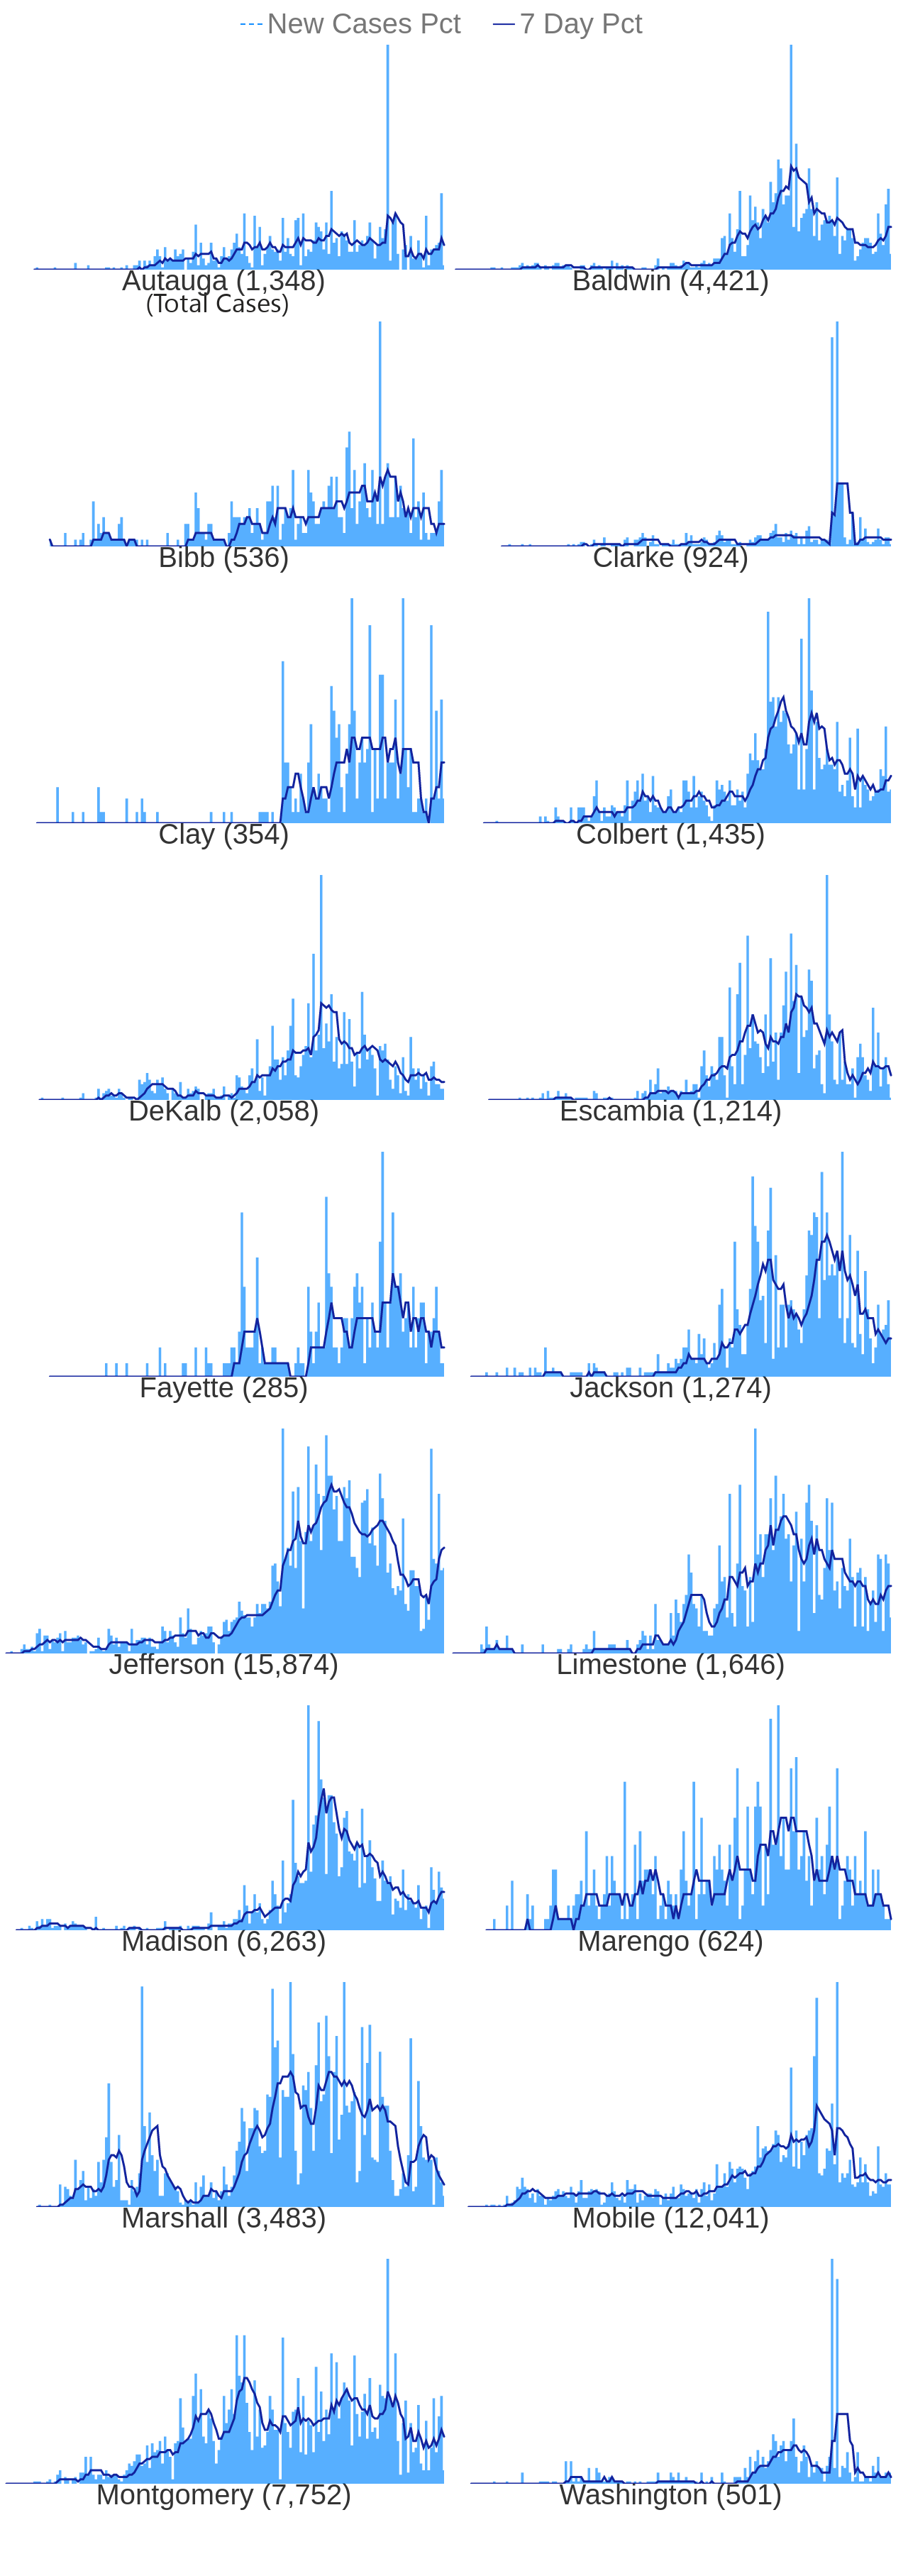 New Cases Pct 7 Day Pct
Autauga (1,348) Baldwin (4,421)
(Total Cases)
Bibb (536) Clarke (924)
Clay (354) Colbert (1,435)
DeKalb (2,058) Escambia (1,214)
Fayette (285) Jackson (1,274)
Jefferson (15,874) Limestone (1,646)
Madison (6,263) Marengo (624)
Marshall (3,483) Mobile (12,041)
Montgomery (7,752) Washington (501)